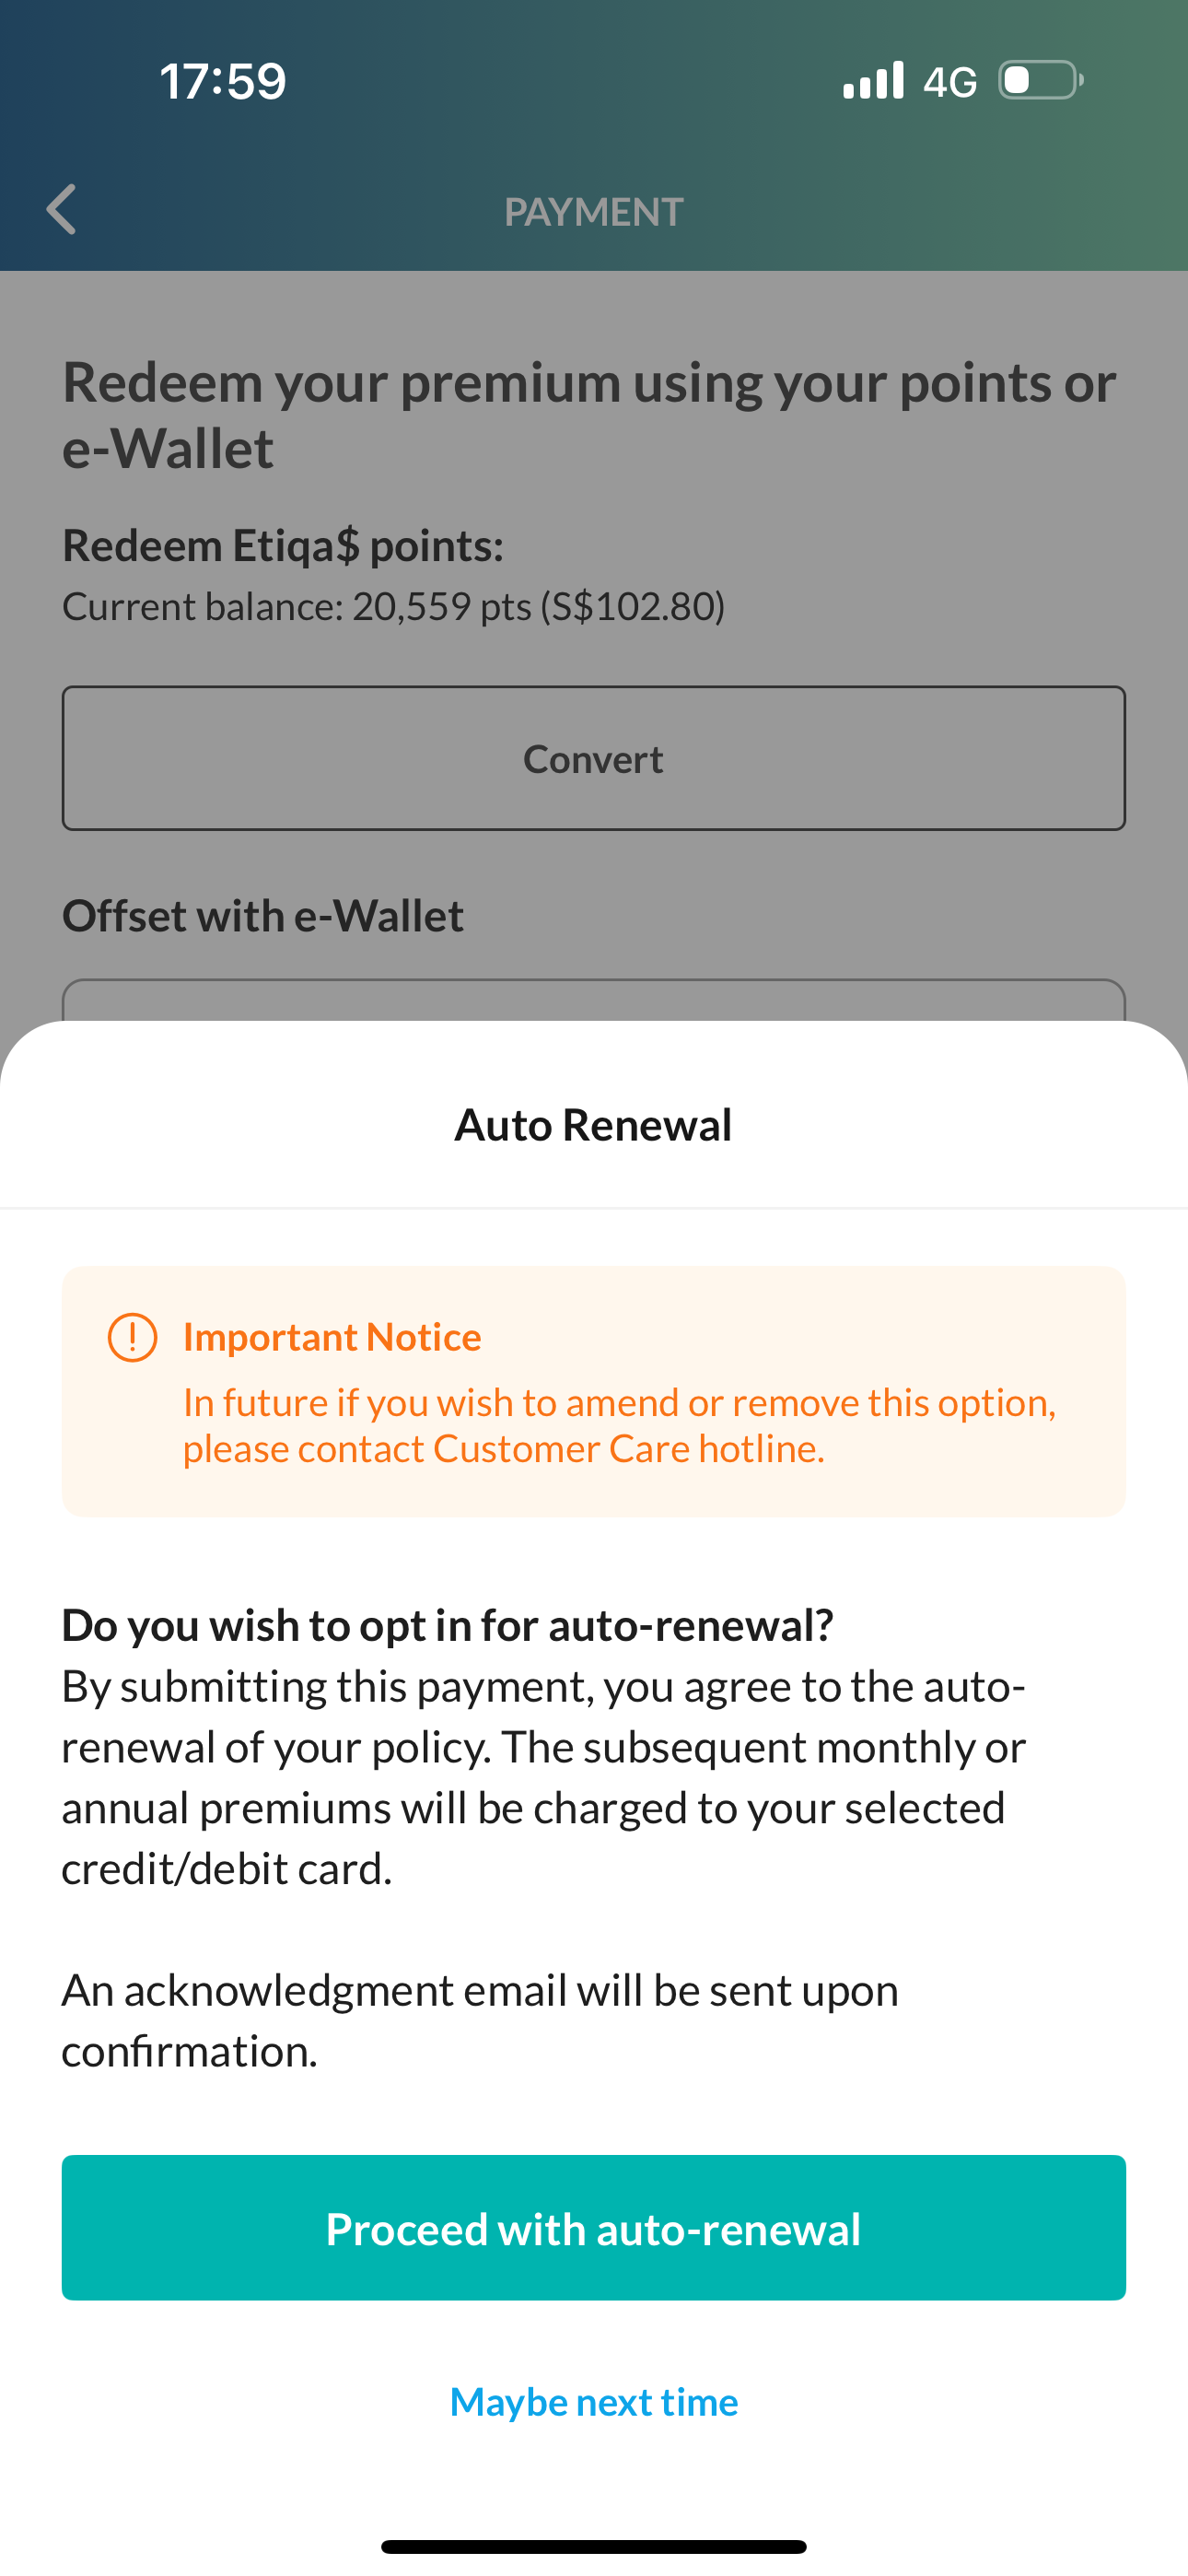 17:59
4G
PAYMENT
Redeem your premium using your points or
e-Wallet
Redeem Etiqa$ points:
Current balance: 20,559 pts (S$102.80)
Convert
Offset with e-Wallet
Auto Renewal
Important Notice
In future if you wish to amend or remove this option,
please contact Customer Care hotline.
Do you wish to opt in for auto-renewal?
By submitting this payment, you agree to the auto-
renewal of your policy. The subsequent monthly or
annual premiums will be charged to your selected
credit/debit card.
An acknowledgment email will be sent upon
confirmation.
Proceed with auto-renewal
Maybe next time